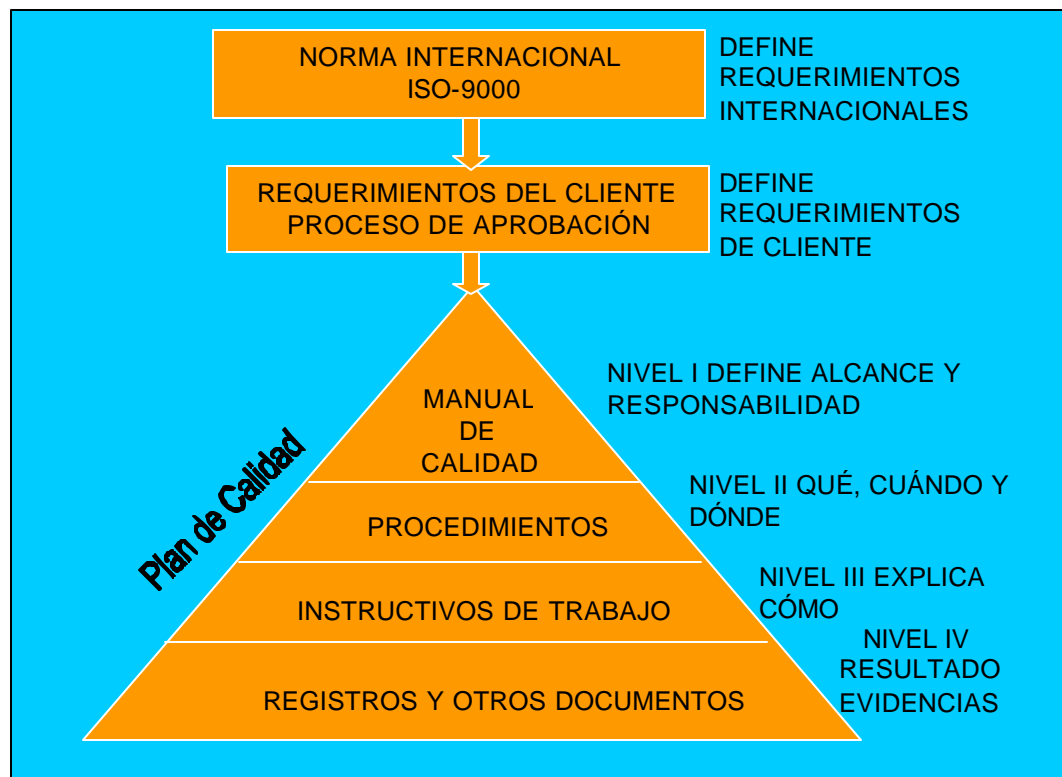 NORMA INTERNACIONAL
ISO-9000
DEFINE
REQUERIMIENTOS
INTERNACIONALES
REQUERIMIENTOS DEL CLIENTE
PROCESO DE APROBACIÓN
DEFINE
REQUERIMIENTOS
DE CLIENTE
MANUAL
DE
CALIDAD
NIVEL I DEFINE ALCANCE Y
RESPONSABILIDAD
Plan de Calidad
PROCEDIMIENTOS
NIVEL II QUÉ, CUÁNDO Y
DÓNDE
INSTRUCTIVOS DE TRABAJO
NIVEL III EXPLICA
CÓMO
REGISTROS Y OTROS DOCUMENTOS
NIVEL IV
RESULTADO
EVIDENCIAS